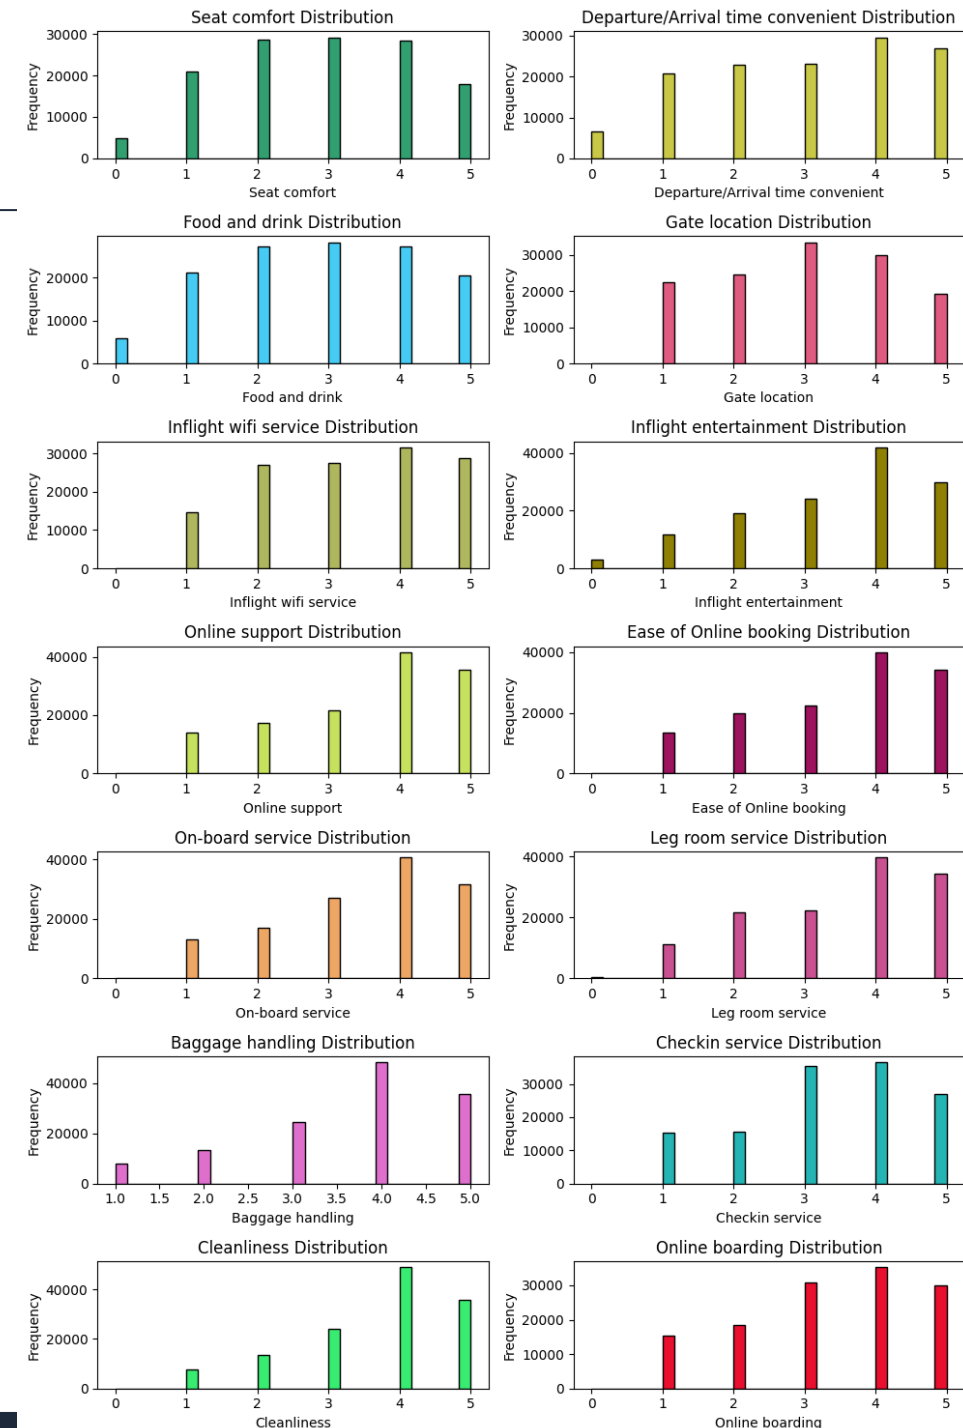 Seat comfort Distribution
Frequency
30000
20000
10000
0
0 1 2 3 4 5
Seat comfort
Departure/Arrival time convenient Distribution
Frequency
30000
20000
10000
0
0 1 2 3 4 5
Departure/Arrival time convenient
Food and drink Distribution
Frequency
20000
10000
0
0 1 2 3 4 5
Food and drink
Gate location Distribution
Frequency
30000
20000
10000
0
0 1 2 3 4 5
Gate location
Inflight wifi service Distribution
Frequency
30000
20000
10000
0
0 1 2 3 4 5
Inflight wifi service
Inflight entertainment Distribution
Frequency
40000
20000
0
0 1 2 3 4 5
Inflight entertainment
Online support Distribution
Frequency
40000
20000
0
0 1 2 3 4 5
Online support
Ease of Online booking Distribution
Frequency
40000
20000
0
0 1 2 3 4 5
Ease of Online booking
On-board service Distribution
Frequency
40000
20000
0
0 1 2 3 4 5
On-board service
Leg room service Distribution
Frequency
40000
20000
0
0 1 2 3 4 5
Leg room service
Baggage handling Distribution
Frequency
40000
20000
0
1.0 1.5 2.0 2.5 3.0 3.5 4.0 4.5 5.0
Baggage handling
Checkin service Distribution
Frequency
30000
20000
10000
0
0 1 2 3 4 5
Checkin service
Cleanliness Distribution
Frequency
40000
20000
0
0 1 2 3 4 5
Cleanliness
Online boarding Distribution
Frequency
30000
20000
10000
0
0 1 2 3 4 5
Online boarding